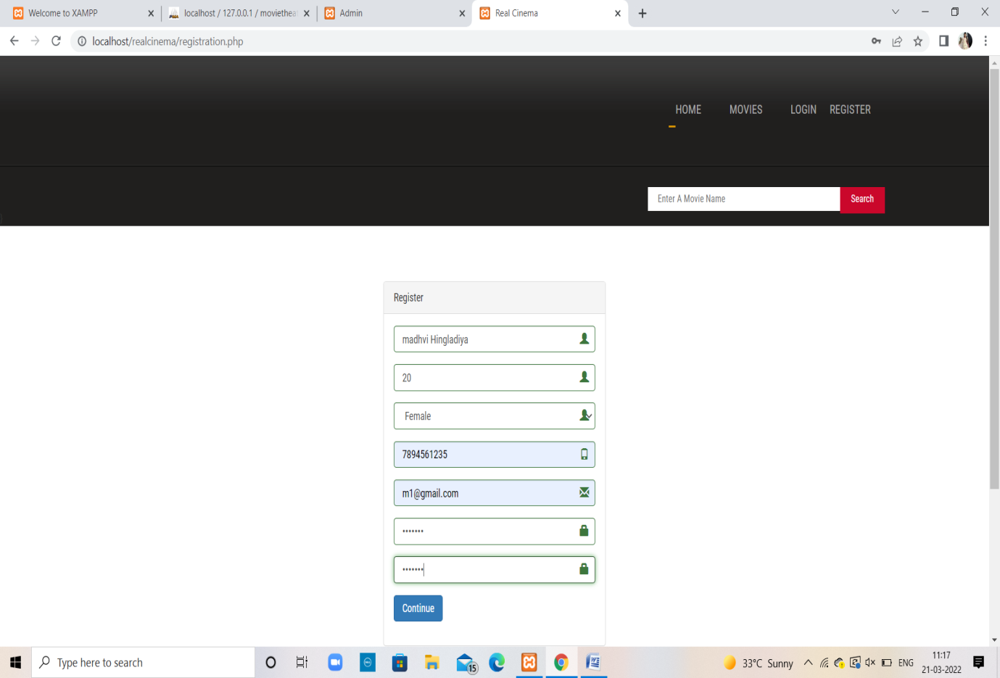 Welcome to XAMPP
localhost / 127.0.0.1 / movietheat
Admin
Real Cinema
localhost/realcinema/registration.php
HOME MOVIES LOGIN REGISTER
Enter A Movie Name Search
Register
madhvi Hingladiya
20
Female
7894561235
m1@gmail.com
•••••••
•••••••
Continue
Type here to search
15
33°C Sunny
ENG
11:17
21-03-2022